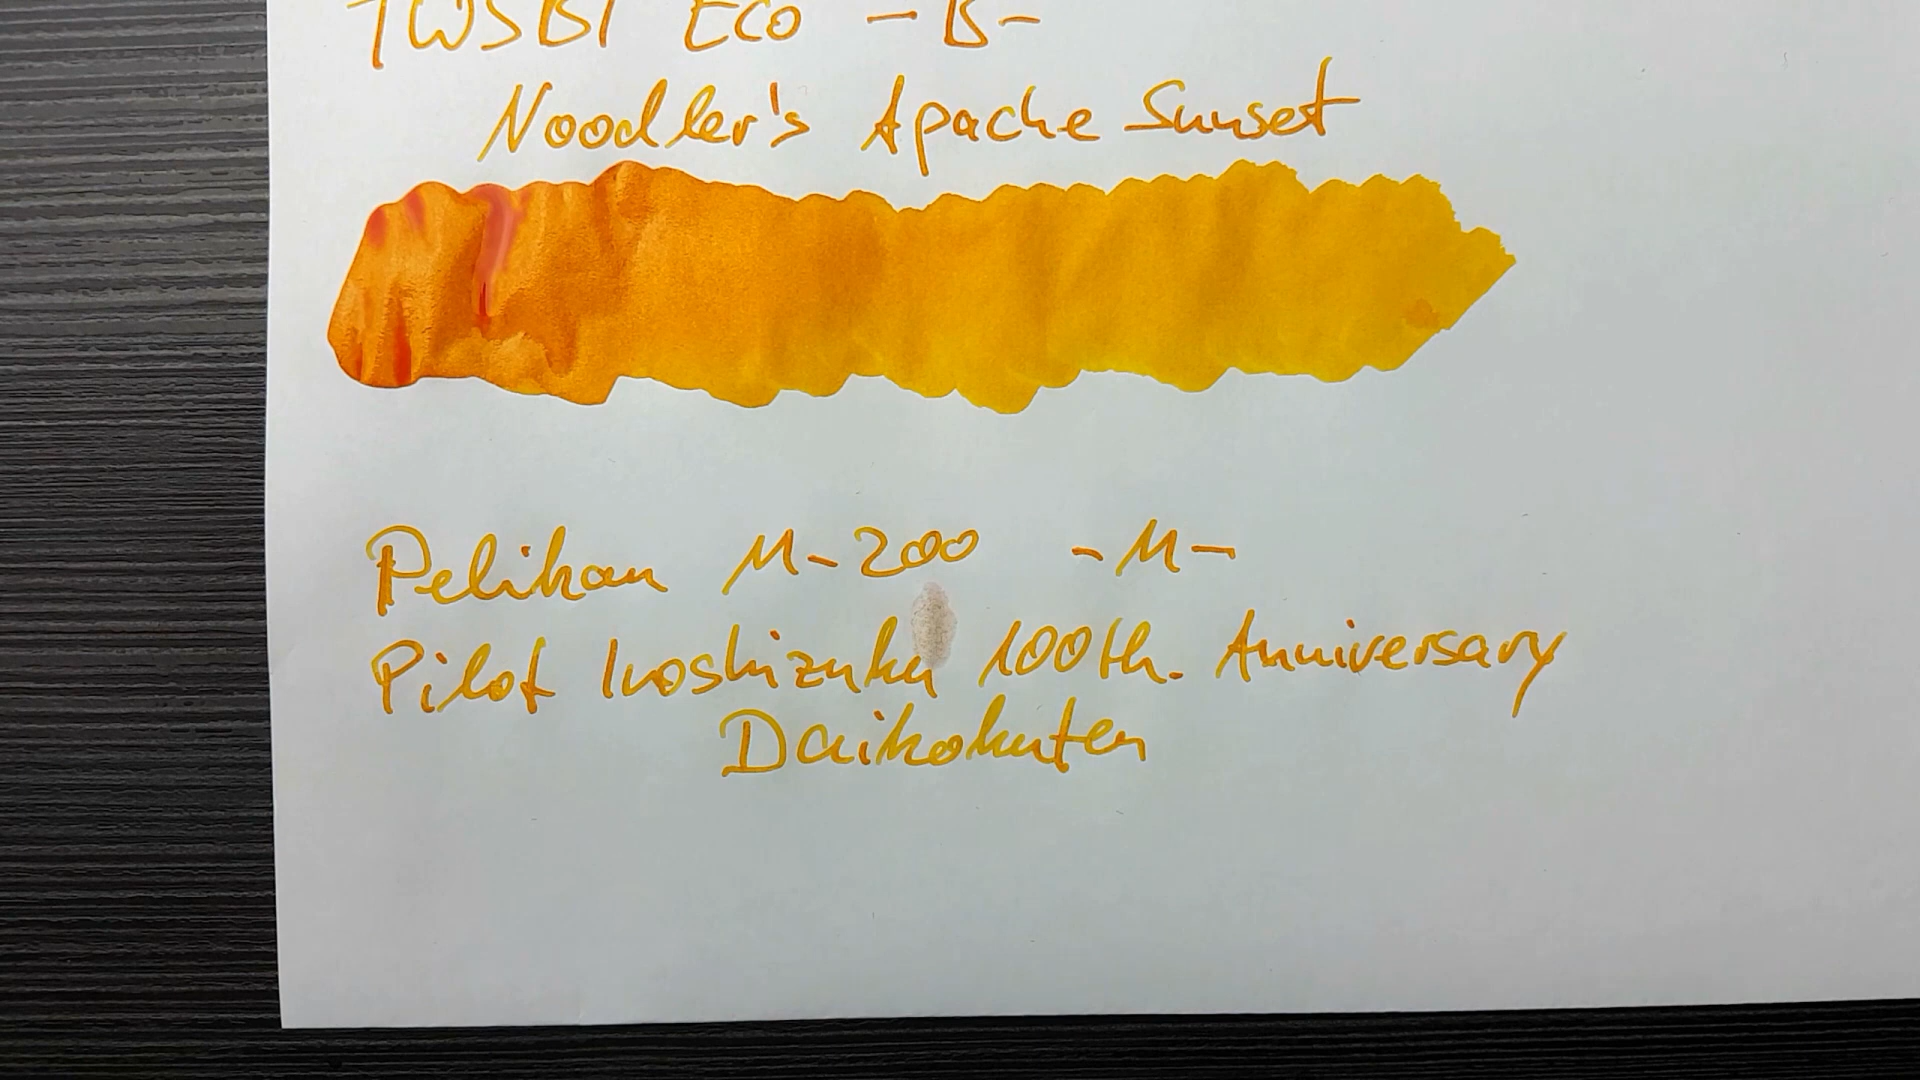 TWSBI Eco -B-
Noodler's Apache Sunset
Pelikan M-200 -M-
Pilot Iroshizuku 100th. Anniversary
Daikokuten